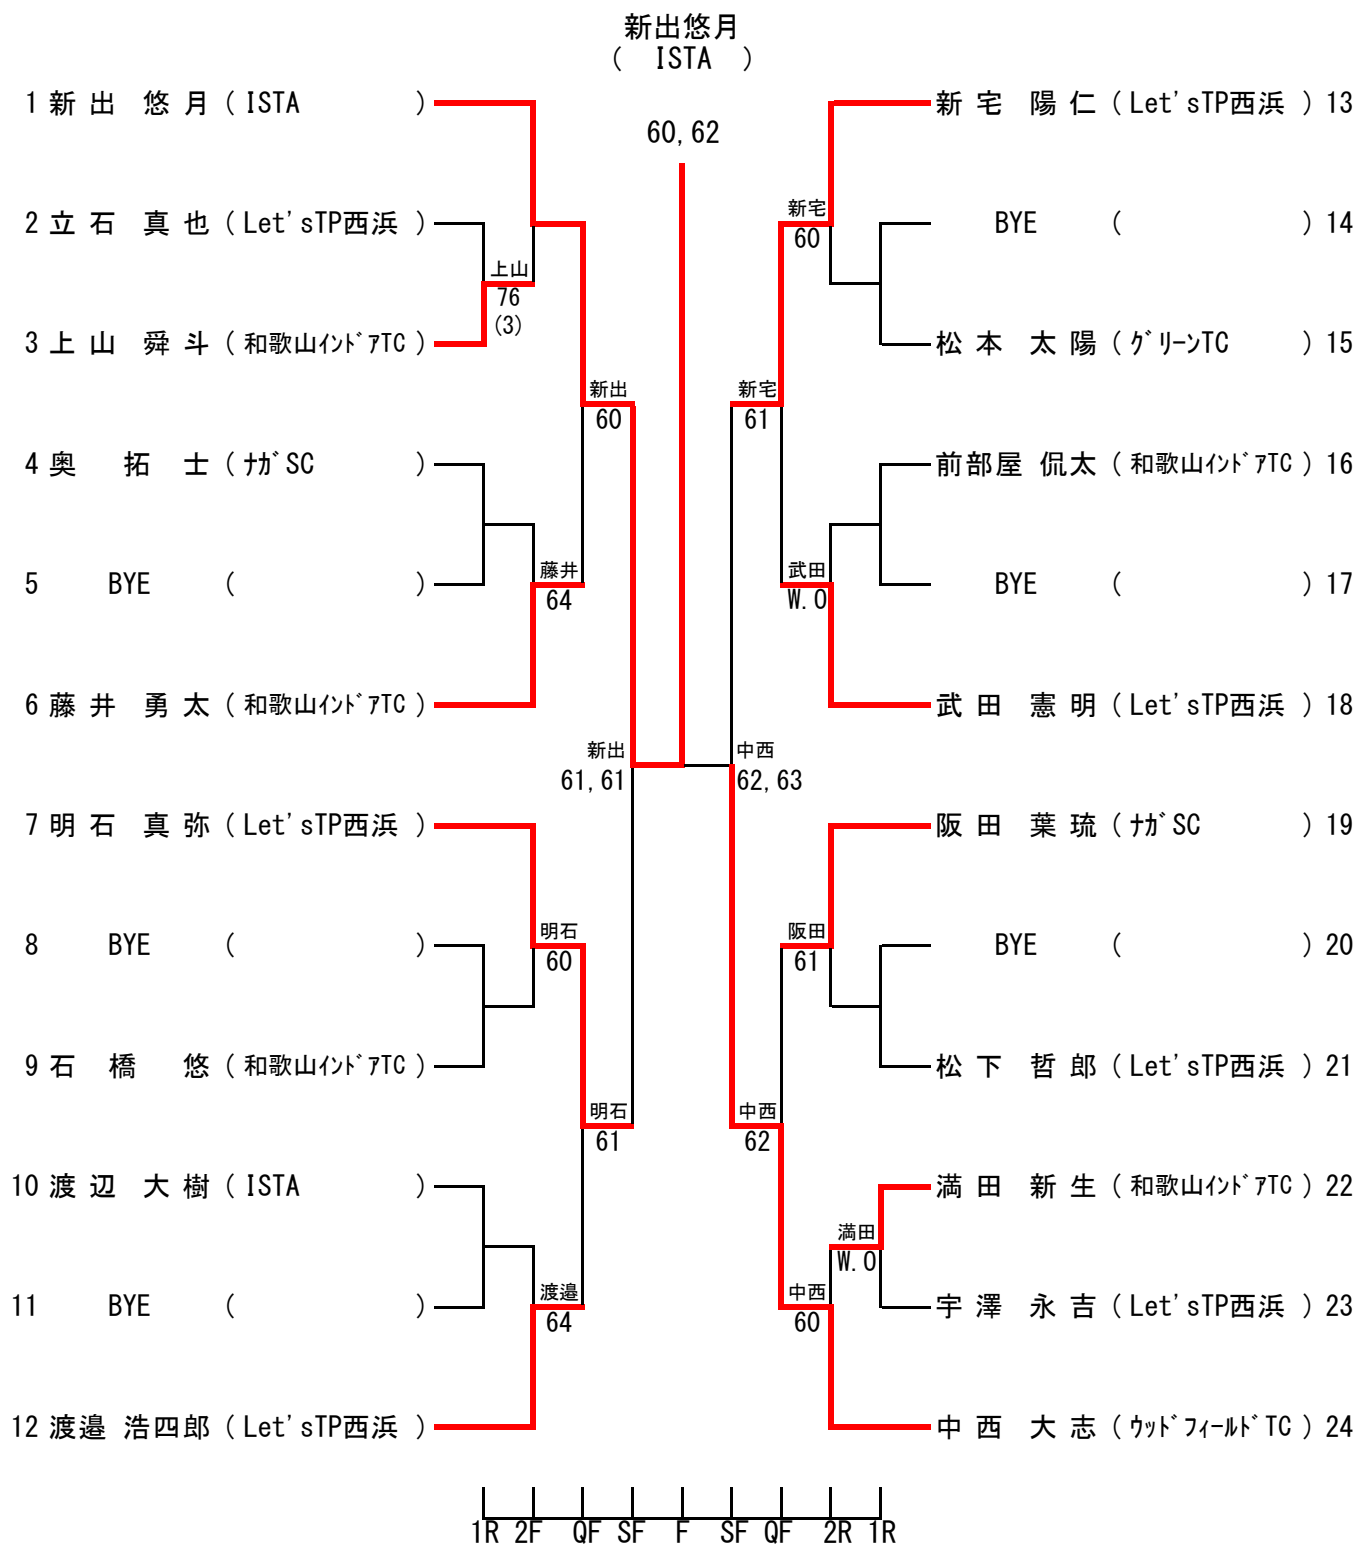 新出悠月
( ISTA )
60,62
1 新出 悠月 ( ISTA )
2 立石 真也 ( Let'sTP西浜 )
上山
76
(3)
3 上山 舜斗 ( 和歌山ｲﾝﾄﾞｱTC )
新出
60
4 奥 拓士 ( ﾅｶﾞSC )
5 BYE ( )
藤井
64
6 藤井 勇太 ( 和歌山ｲﾝﾄﾞｱTC )
新出
61,61
7 明石 真弥 ( Let'sTP西浜 )
8 BYE ( )
明石
60
9 石橋 悠 ( 和歌山ｲﾝﾄﾞｱTC )
明石
61
10 渡辺 大樹 ( ISTA )
11 BYE ( )
渡邉
64
12 渡邉 浩四郎 ( Let'sTP西浜 )
新宅 陽仁 ( Let'sTP西浜 ) 13
新宅
60
BYE ( ) 14
松本 太陽 ( ｸﾞﾘｰﾝTC ) 15
新宅
61
前部屋 侃太 ( 和歌山ｲﾝﾄﾞｱTC ) 16
武田
W.O
BYE ( ) 17
武田 憲明 ( Let'sTP西浜 ) 18
中西
62,63
阪田 葉琉 ( ﾅｶﾞSC ) 19
阪田
61
BYE ( ) 20
松下 哲郎 ( Let'sTP西浜 ) 21
中西
62
満田 新生 ( 和歌山ｲﾝﾄﾞｱTC ) 22
満田
W.O
中西
60
宇澤 永吉 ( Let'sTP西浜 ) 23
中西 大志 ( ｳｯﾄﾞﾌｨｰﾙﾄﾞTC ) 24
1R 2F QF SF F SF QF 2R 1R